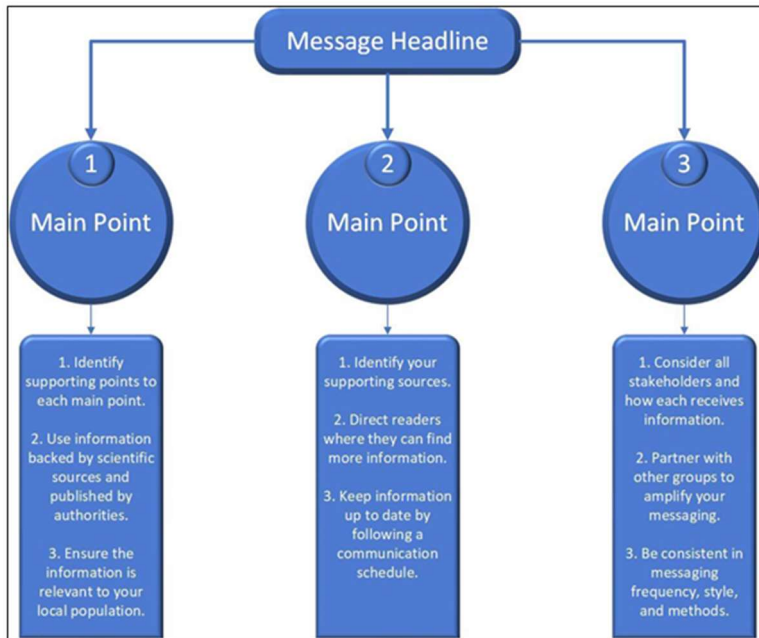 Message Headline
1
Main Point
1. Identify
supporting points to
each main point.
2. Use information
backed by scientific
sources and
published by
authorities.
3. Ensure the
information is
relevant to your
local population.
2
Main Point
1. Identify your
supporting sources.
2. Direct readers
where they can find
more information.
3. Keep information
up to date by
following a
communication
schedule.
3
Main Point
1. Consider all
stakeholders and
how each receives
information.
2. Partner with
other groups to
amplify your
messaging.
3. Be consistent in
messaging
frequency, style,
and methods.